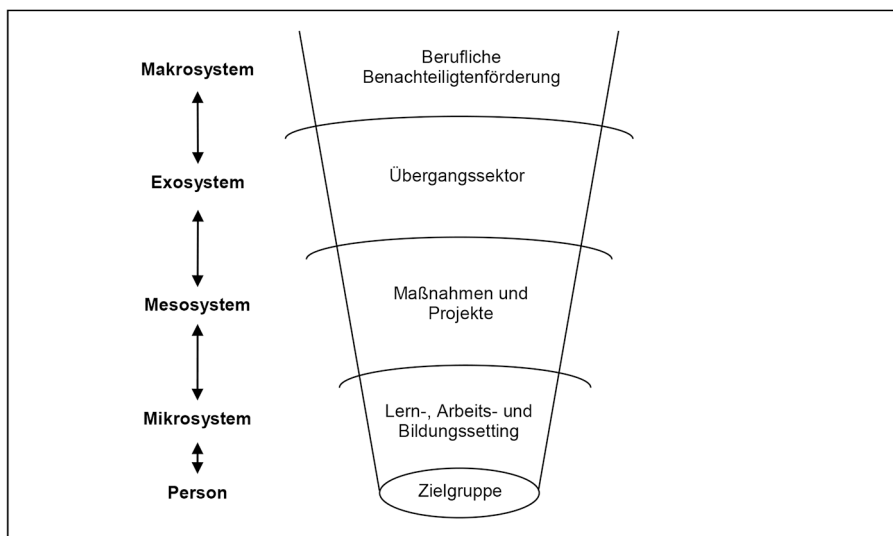 Makrosystem
Berufliche
Benachteiligtenförderung
Exosystem
Übergangssektor
Mesosystem
Maßnahmen und
Projekte
Mikrosystem
Lern-, Arbeits- und
Bildungssetting
Person
Zielgruppe